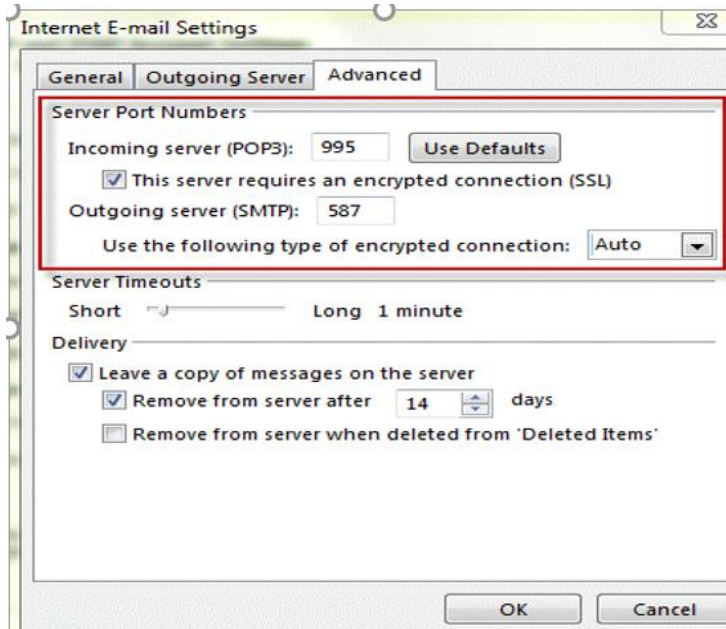 Internet E-mail Settings
General Outgoing Server Advanced
Server Port Numbers
Incoming server (POP3): 995 Use Defaults
This server requires an encrypted connection (SSL)
Outgoing server (SMTP): 587
Use the following type of encrypted connection: Auto
Server Timeouts
Short Long 1 minute
Delivery
Leave a copy of messages on the server
Remove from server after 14 days
Remove from server when deleted from 'Deleted Items'
OK Cancel